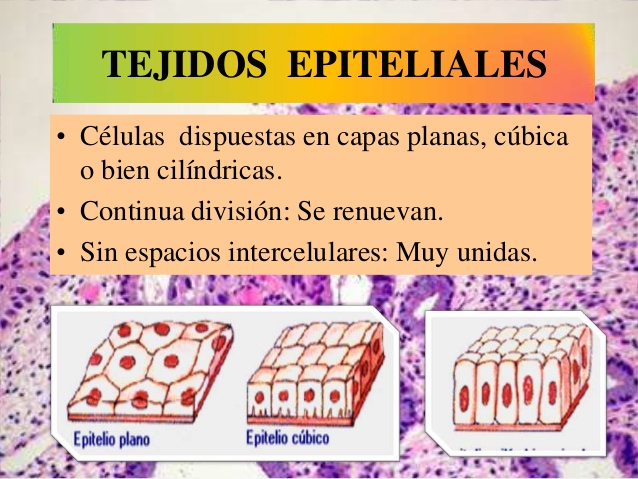 TEJIDOS EPITELIALES
• Células dispuestas en capas planas, cúbica
o bien cilíndricas.
• Continua división: Se renuevan.
• Sin espacios intercelulares: Muy unidas.
Epitelio plano
Epitelio cúbico